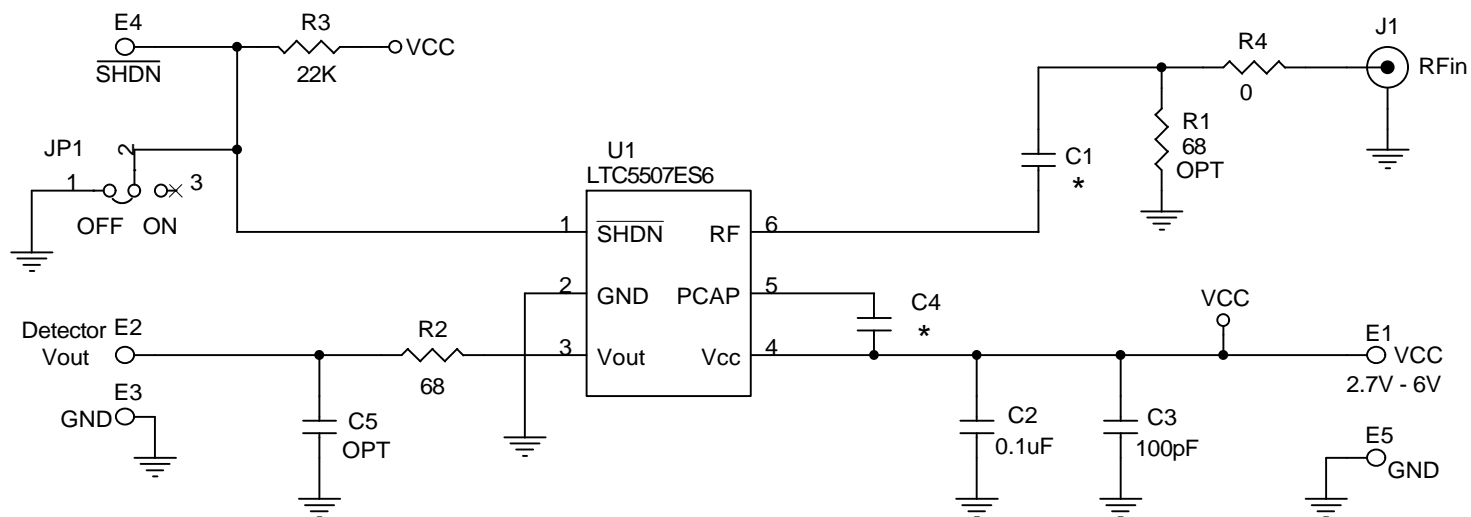 E4
SHDN
R3
22K
VCC
JP1
1
2
3
OFF
ON
U1
LTC5507ES6
1
SHDN
2
GND
3
Vout
RF
6
PCAP
5
Vcc
4
C1
*
R1
68
OPT
R4
0
J1
RFin
C4
*
VCC
E1
VCC
2.7V - 6V
Detector
Vout
E2
E3
GND
R2
68
C5
OPT
C2
0.1uF
C3
100pF
E5
GND